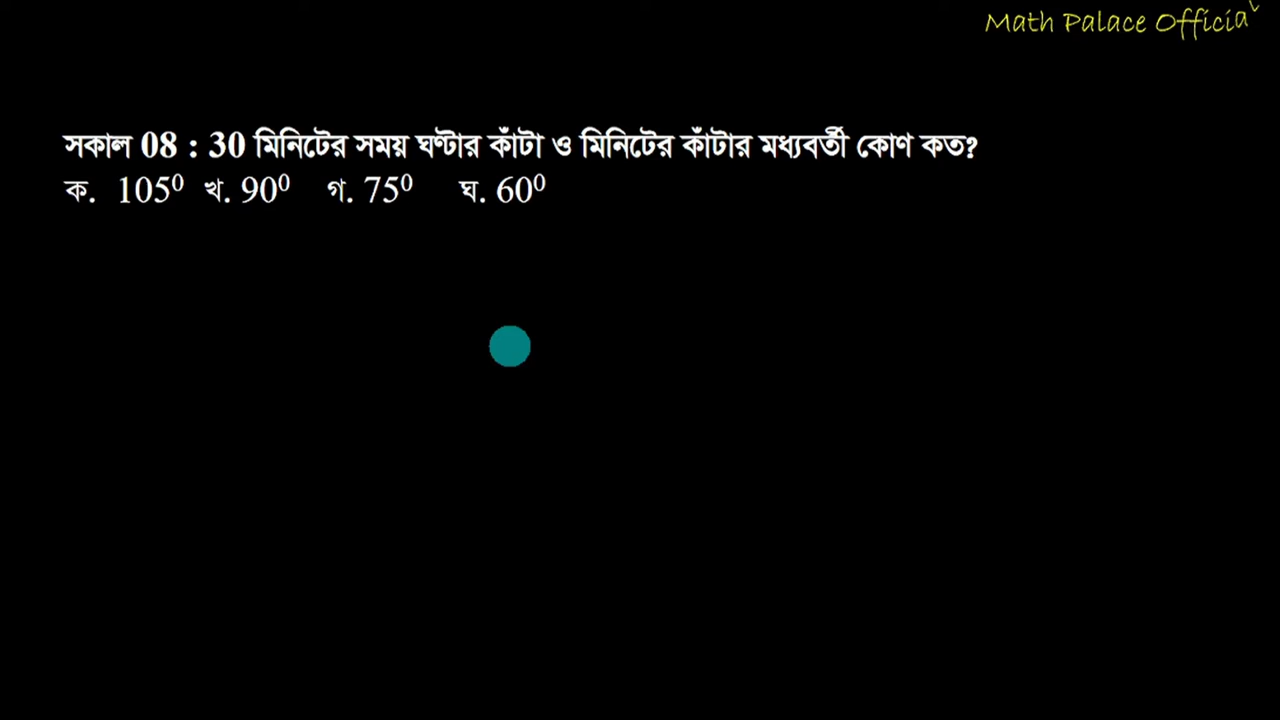 Math Palace Official
সকাল 08 : 30 মিনিটের সময় ঘণ্টার কাঁটা ও মিনিটের কাঁটার মধ্যবর্তী কোণ কত?
ক. 105⁰ খ. 90⁰ গ. 75⁰ ঘ. 60⁰